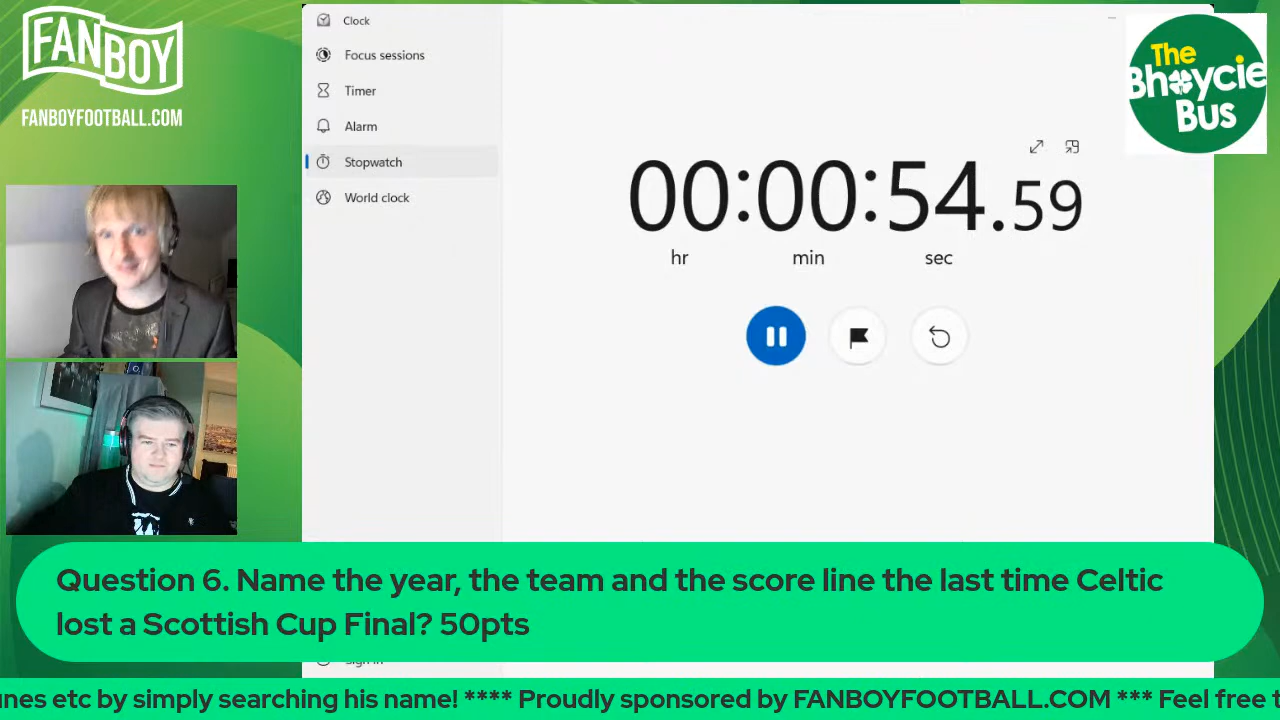 FANBOY
FANBOYFOOTBALL.COM
Clock
Focus sessions
Timer
Alarm
Stopwatch
World clock
00:00:54.59
hr min sec
The
Bhoycie
Bus
Question 6. Name the year, the team and the score line the last time Celtic
lost a Scottish Cup Final? 50pts
Sign in
unes etc by simply searching his name! **** Proudly sponsored by FANBOYFOOTBALL.COM *** Feel free t